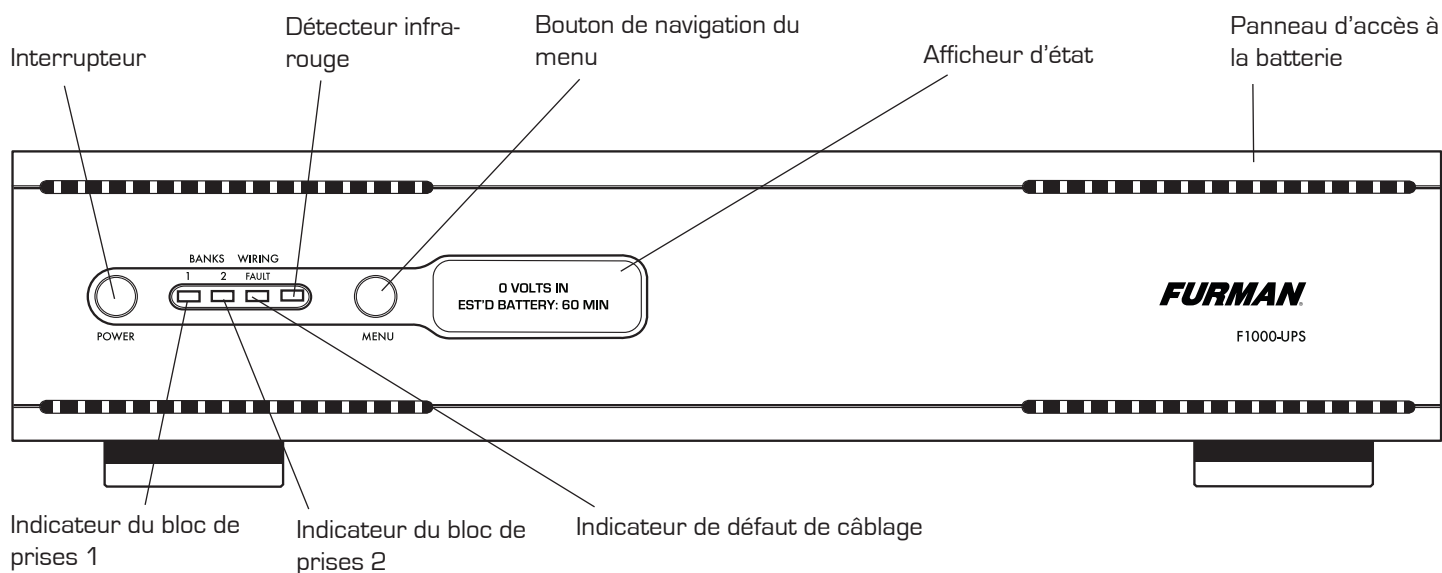 Interrupteur
Détecteur infra-
rouge
Bouton de navigation du
menu
Afficheur d'état
Panneau d'accès à
la batterie
BANKS WIRING
1 2 FAULT
POWER
MENU
0 VOLTS IN
EST'D BATTERY: 60 MIN
FURMAN
F1000-UPS
Indicateur du bloc de
prises 1
Indicateur du bloc de
prises 2
Indicateur de défaut de câblage